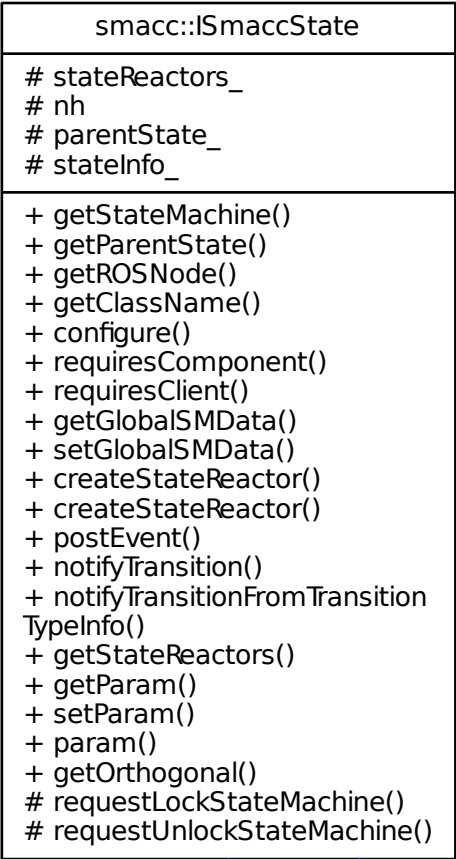 smacc::ISmaccState
# stateReactors_
# nh
# parentState_
# stateInfo_
+ getStateMachine()
+ getParentState()
+ getROSNode()
+ getClassName()
+ configure()
+ requiresComponent()
+ requiresClient()
+ getGlobalSMData()
+ setGlobalSMData()
+ createStateReactor()
+ createStateReactor()
+ postEvent()
+ notifyTransition()
+ notifyTransitionFromTransition
TypeInfo()
+ getStateReactors()
+ getParam()
+ setParam()
+ param()
+ getOrthogonal()
# requestLockStateMachine()
# requestUnlockStateMachine()